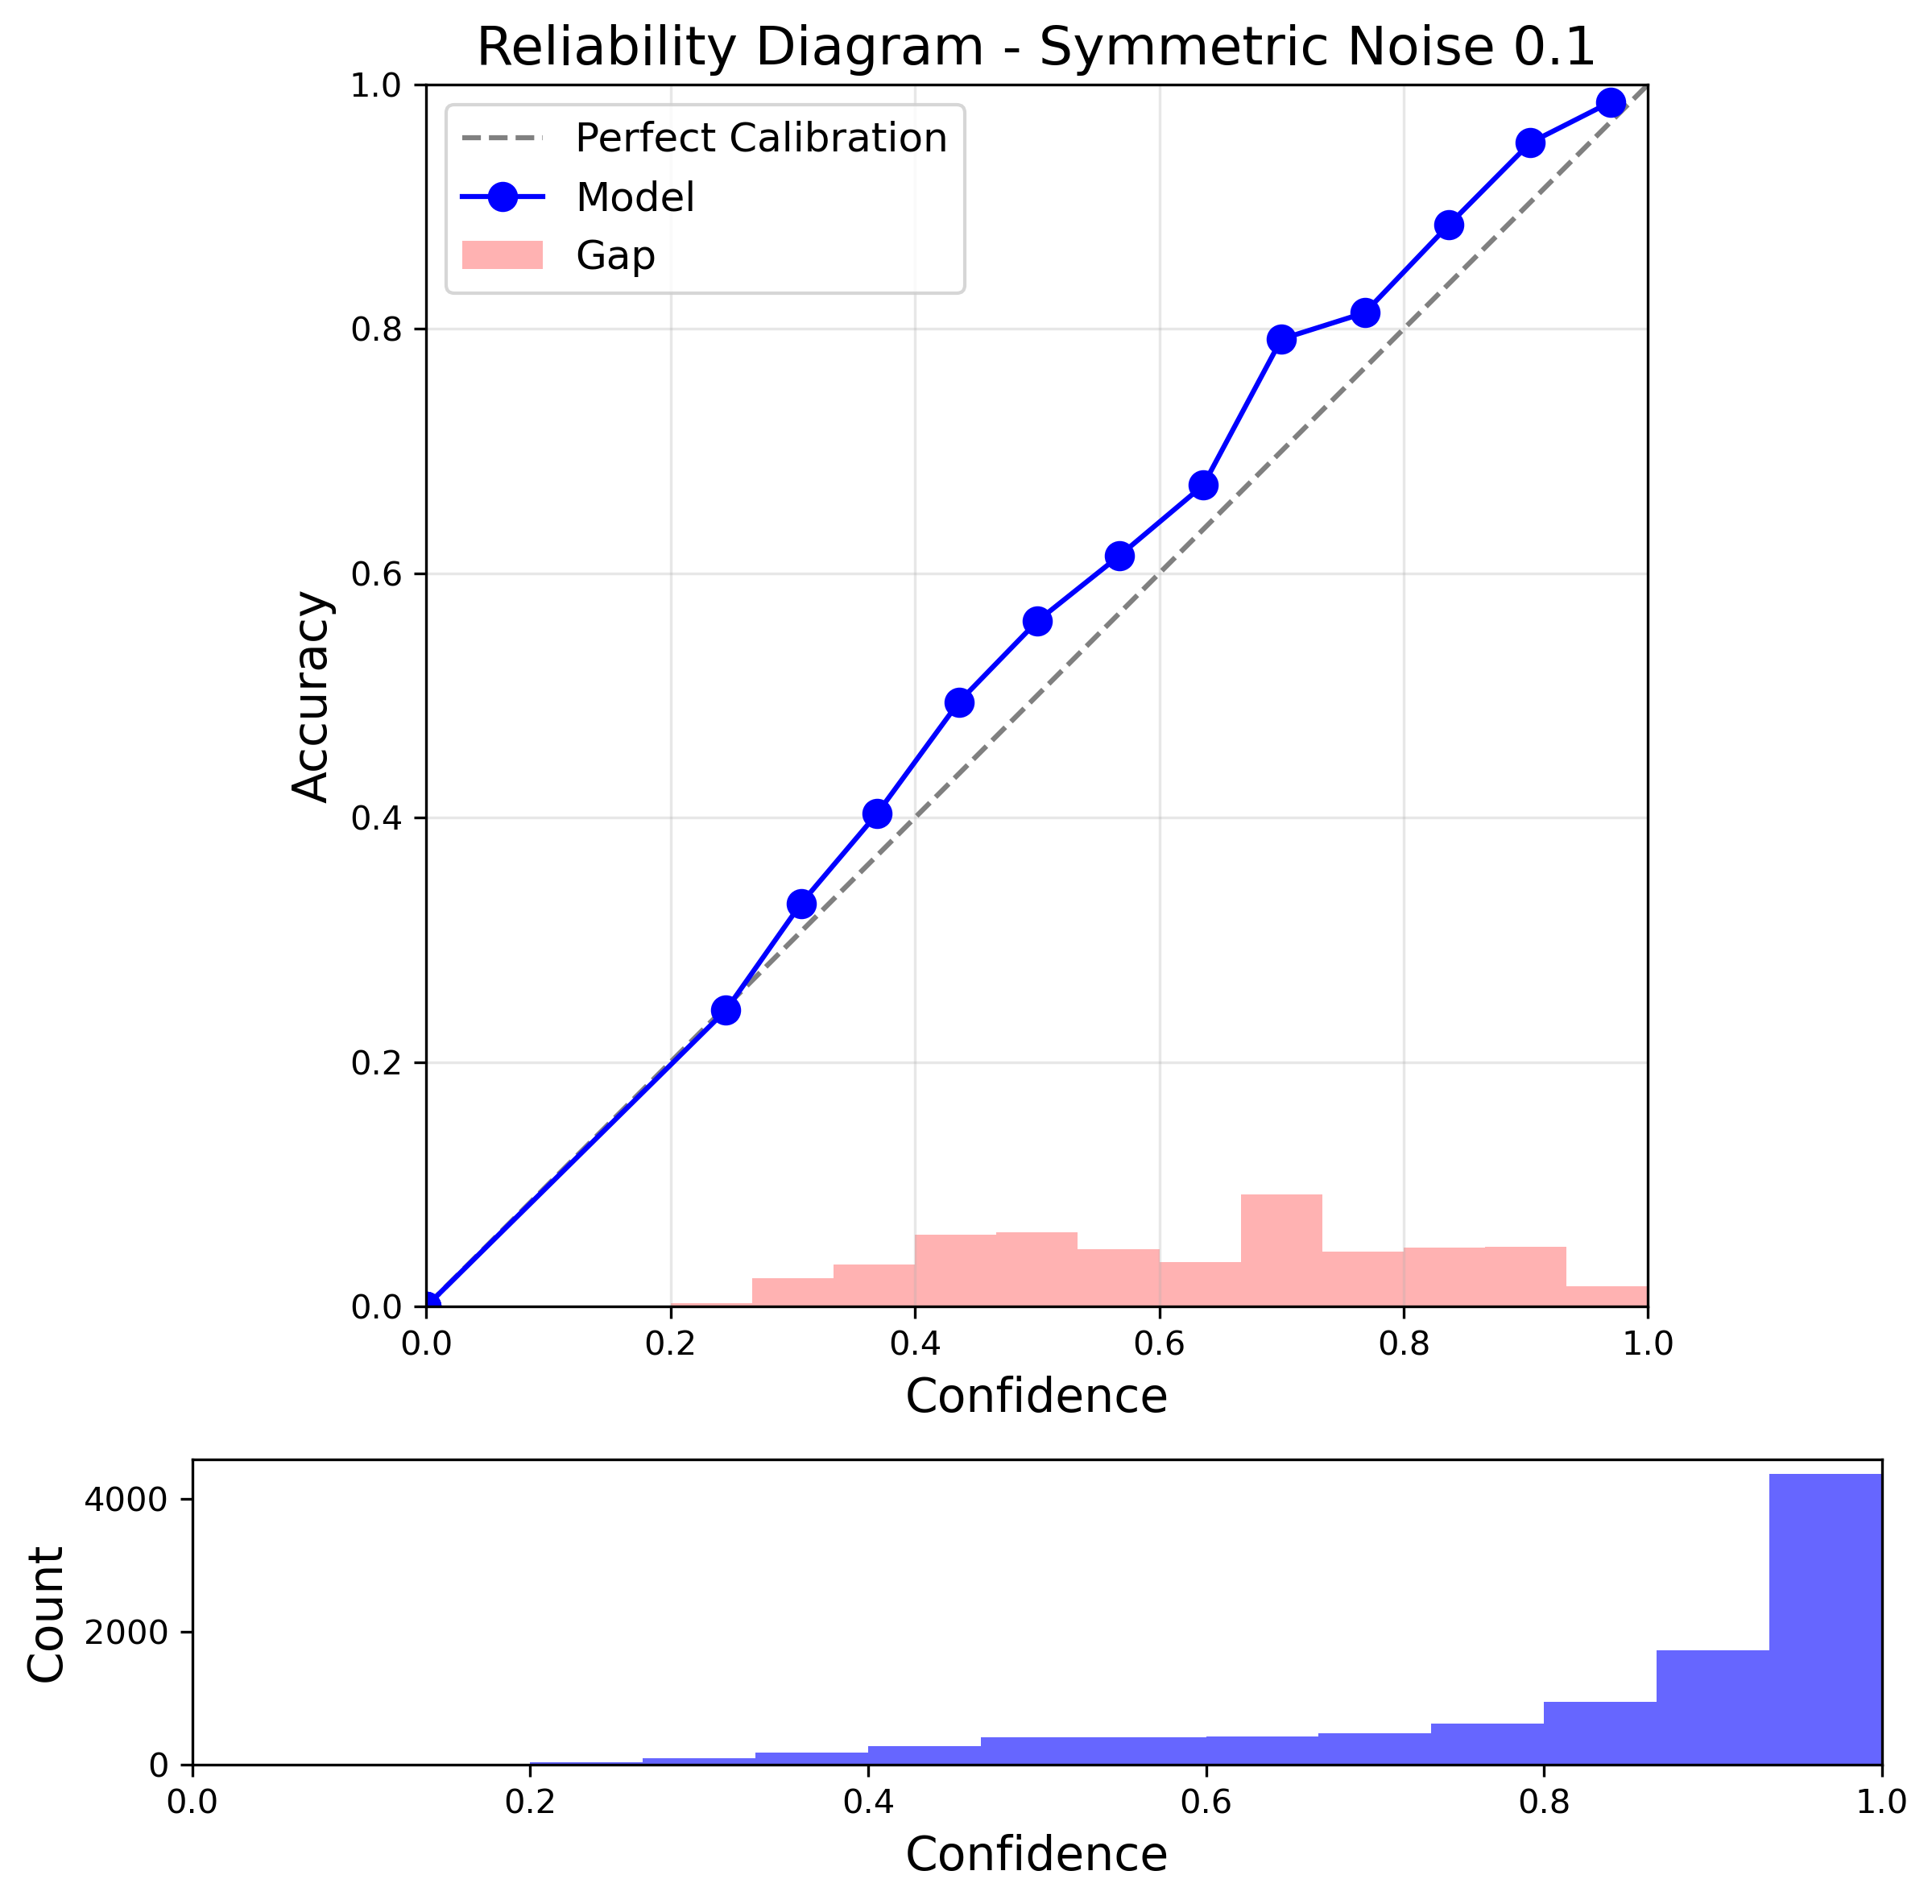 Reliability Diagram - Symmetric Noise 0.1
1.0
0.8
0.6
0.4
0.2
0.0
Accuracy
Perfect Calibration
Model
Gap
0.0 0.2 0.4 0.6 0.8 1.0
Confidence
4000
2000
0
Count
0.0 0.2 0.4 0.6 0.8 1.0
Confidence